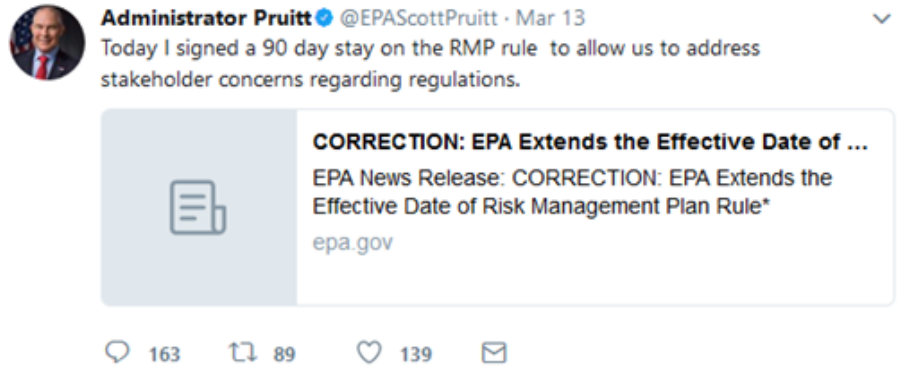 Administrator Pruitt @EPAScottPruitt · Mar 13
Today I signed a 90 day stay on the RMP rule to allow us to address
stakeholder concerns regarding regulations.
CORRECTION: EPA Extends the Effective Date of ...
EPA News Release: CORRECTION: EPA Extends the
Effective Date of Risk Management Plan Rule*
epa.gov
163 89 139